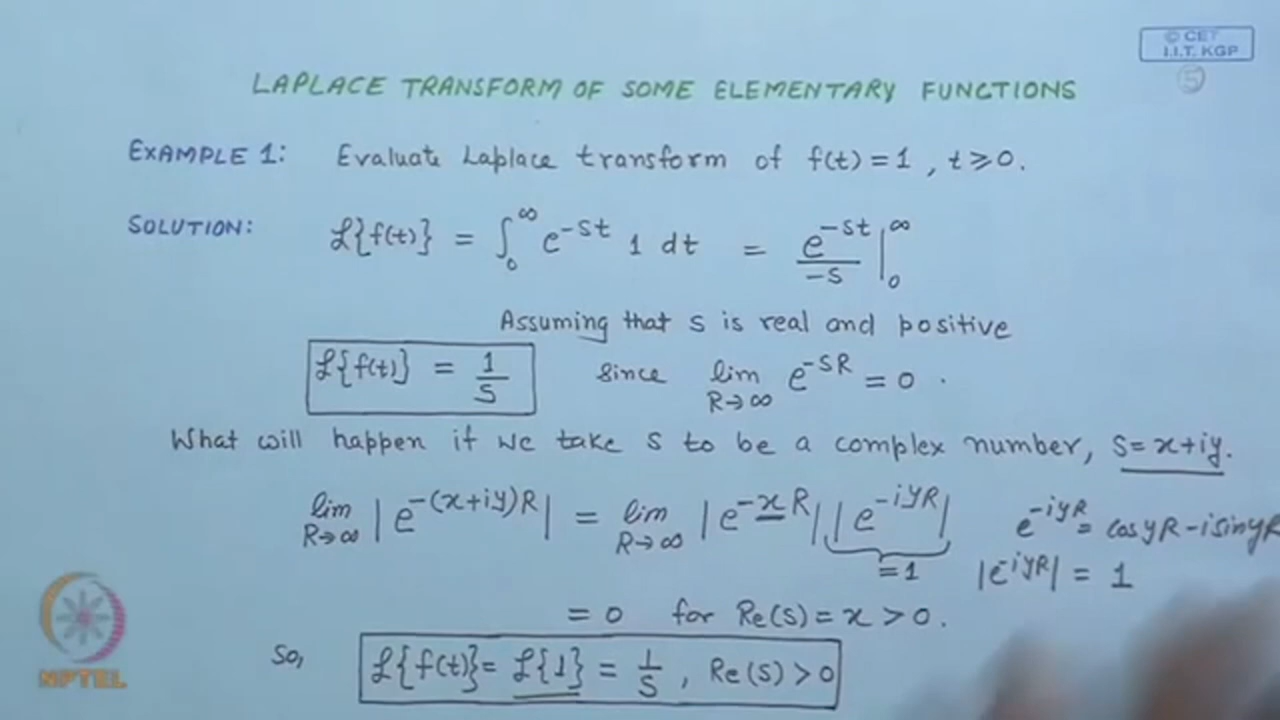 © CET
I.I.T. KGP
5
LAPLACE TRANSFORM OF SOME ELEMENTARY FUNCTIONS
EXAMPLE 1: Evaluate Laplace transform of f(t) = 1 , t ⩾ 0.
SOLUTION: ℒ{f(t)} = ∫₀^∞ e^{-st} 1 dt = e^{-st}/-s |₀^∞
Assuming that s is real and positive
ℒ{f(t)} = 1/s since lim_{R→∞} e^{-sR} = 0 .
What will happen if we take s to be a complex number, s = x+iy.
lim_{R→∞} |e^{-(x+iy)R}| = lim_{R→∞} |e^{-xR}| |e^{-iyR}| e^{-iyR} = cos yR - i sin yR
= 1 |e^{-iyR}| = 1
= 0 for Re(s) = x > 0.
So, ℒ{f(t)} = ℒ{1} = 1/s , Re(s) > 0
NPTEL